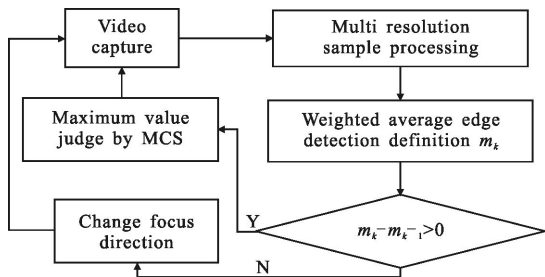 Video
capture
Multi resolution
sample processing
Maximum value
judge by MCS
Weighted average edge
detection definition mₖ
Change focus
direction
Y
mₖ−mₖ−₁>0
N